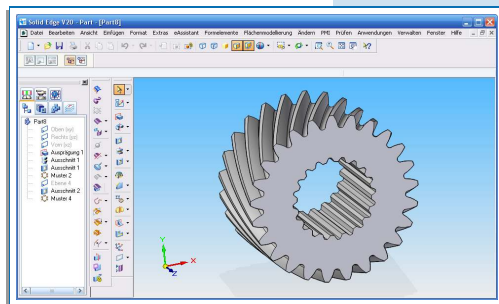 Solid Edge V20 - Part - [Part8]
Datei Bearbeiten Ansicht Einfügen Format Extras eAssistant Formelemente Flächenmodellierung Ändern PMI Prüfen Anwendungen Verwalten Fenster Hilfe
Part8
Oben (xy)
Rechts (yz)
Vorn (xz)
Ausprägung 1
Ausschnitt 1
Ausschnitt 1
Muster 2
Ebene 4
Ausschnitt 2
Muster 4
Y
X
Z